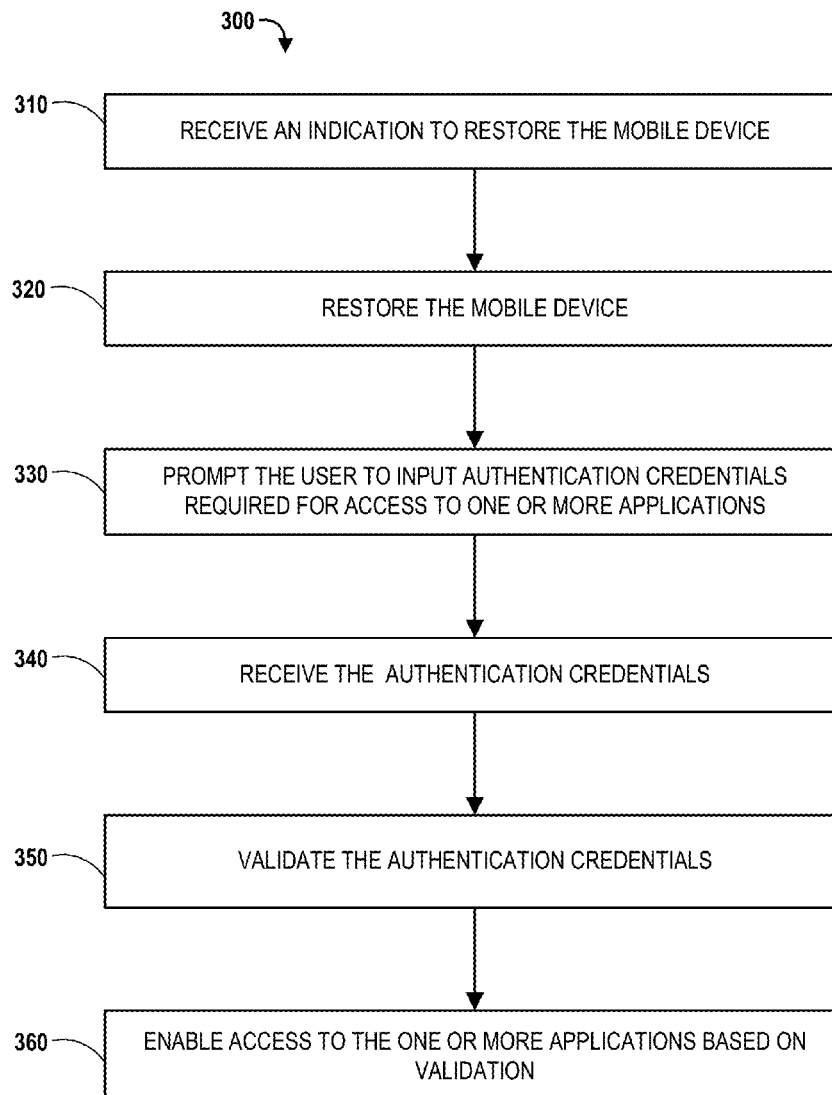 300
310
RECEIVE AN INDICATION TO RESTORE THE MOBILE DEVICE
320
RESTORE THE MOBILE DEVICE
330
PROMPT THE USER TO INPUT AUTHENTICATION CREDENTIALS
REQUIRED FOR ACCESS TO ONE OR MORE APPLICATIONS
340
RECEIVE THE AUTHENTICATION CREDENTIALS
350
VALIDATE THE AUTHENTICATION CREDENTIALS
360
ENABLE ACCESS TO THE ONE OR MORE APPLICATIONS BASED ON
VALIDATION